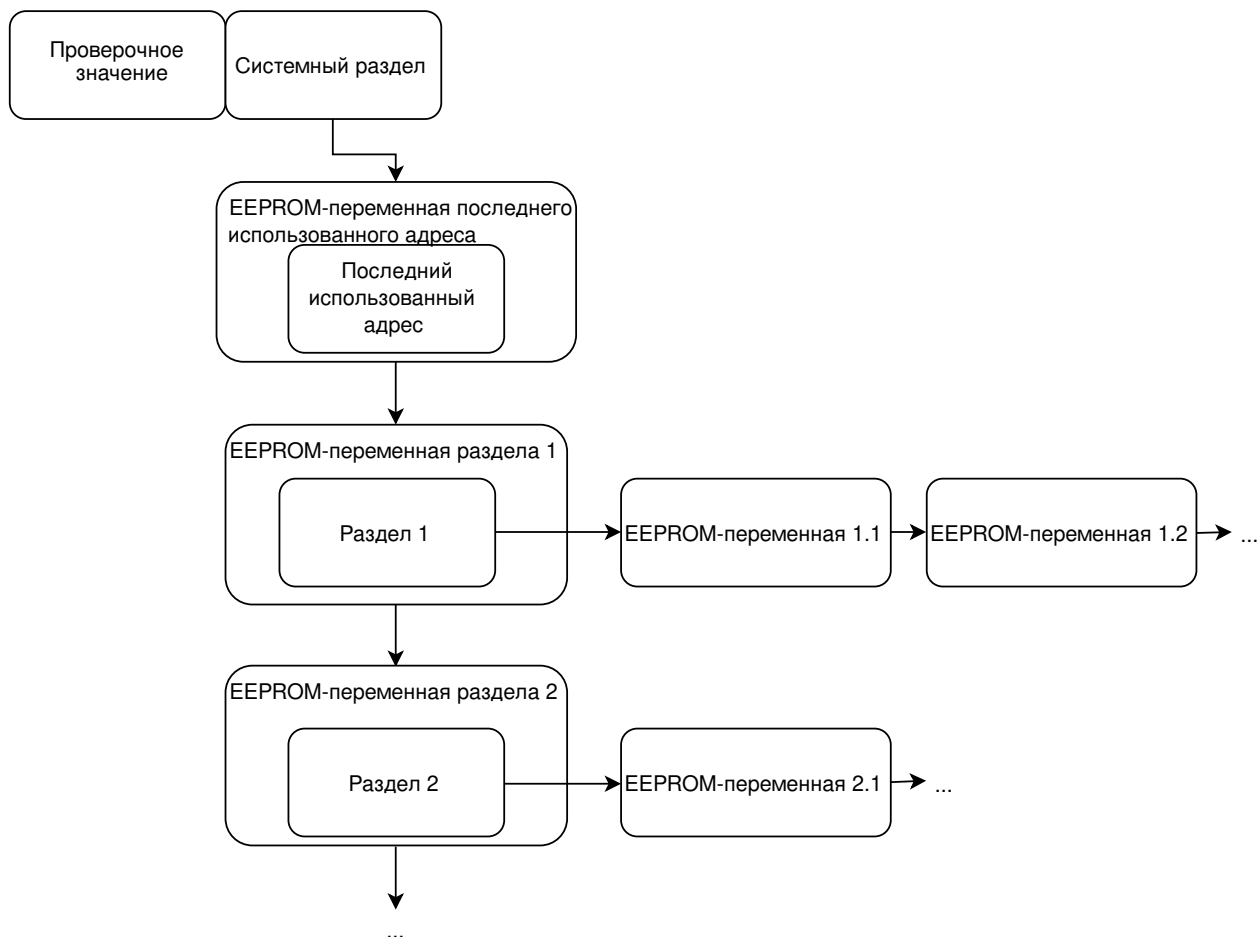 Проверочное
значение
Системный раздел
EEPROM-переменная последнего
использованного адреса
Последний
использованный
адрес
EEPROM-переменная раздела 1
Раздел 1
EEPROM-переменная 1.1
EEPROM-переменная 1.2
...
EEPROM-переменная раздела 2
Раздел 2
EEPROM-переменная 2.1
...
...